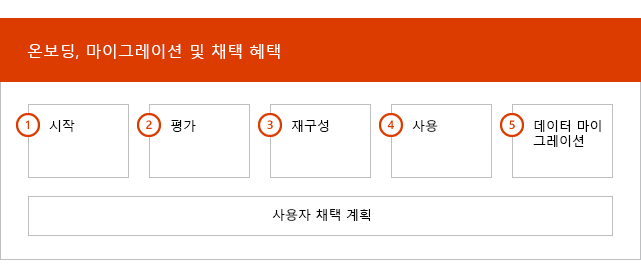 온보딩, 마이그레이션 및 채택 혜택
1 시작
2 평가
3 재구성
4 사용
5 데이터 마이
그레이션
사용자 채택 계획